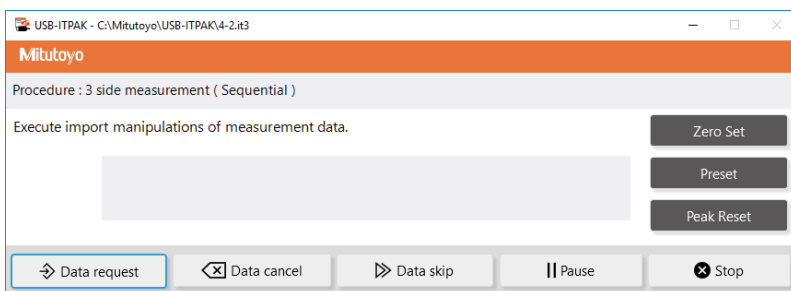 USB-ITPAK - C:\Mitutoyo\USB-ITPAK\4-2.it3
Mitutoyo
Procedure : 3 side measurement ( Sequential )
Execute import manipulations of measurement data.
Zero Set
Preset
Peak Reset
Data request Data cancel Data skip Pause Stop